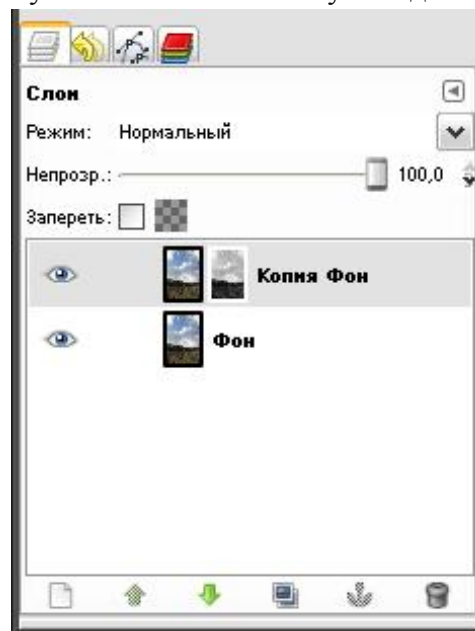 Слои
Режим: Нормальный
Непрозр.: 100,0
Запереть:
Копия Фон
Фон